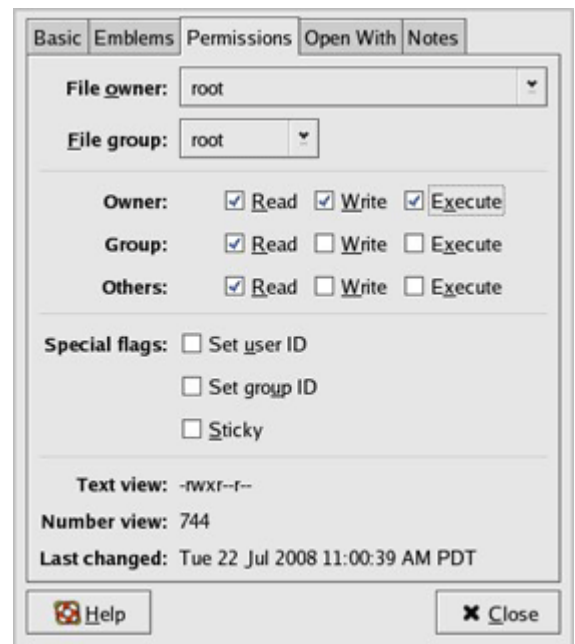 Basic Emblems Permissions Open With Notes
File owner: root
File group: root
Owner: Read Write Execute
Group: Read Write Execute
Others: Read Write Execute
Special flags: Set user ID
Set group ID
Sticky
Text view: -rwxr--r--
Number view: 744
Last changed: Tue 22 Jul 2008 11:00:39 AM PDT
Help Close